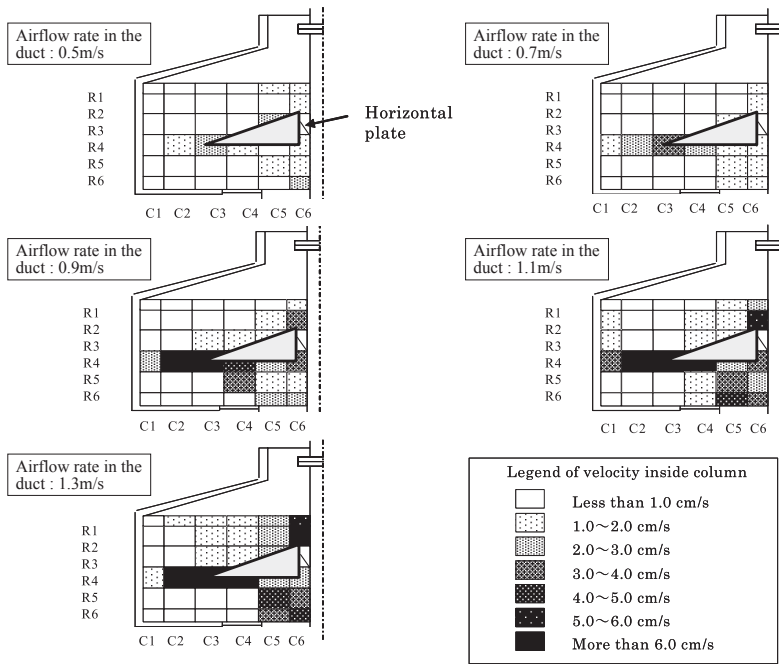 Airflow rate in the
duct : 0.5m/s
R1
R2
R3
R4
R5
R6
C1 C2 C3 C4 C5 C6
Horizontal
plate
Airflow rate in the
duct : 0.7m/s
R1
R2
R3
R4
R5
R6
C1 C2 C3 C4 C5 C6
Airflow rate in the
duct : 0.9m/s
R1
R2
R3
R4
R5
R6
C1 C2 C3 C4 C5 C6
Airflow rate in the
duct : 1.1m/s
R1
R2
R3
R4
R5
R6
C1 C2 C3 C4 C5 C6
Airflow rate in the
duct : 1.3m/s
R1
R2
R3
R4
R5
R6
C1 C2 C3 C4 C5 C6
Legend of velocity inside column
Less than 1.0 cm/s
1.0～2.0 cm/s
2.0～3.0 cm/s
3.0～4.0 cm/s
4.0～5.0 cm/s
5.0～6.0 cm/s
More than 6.0 cm/s